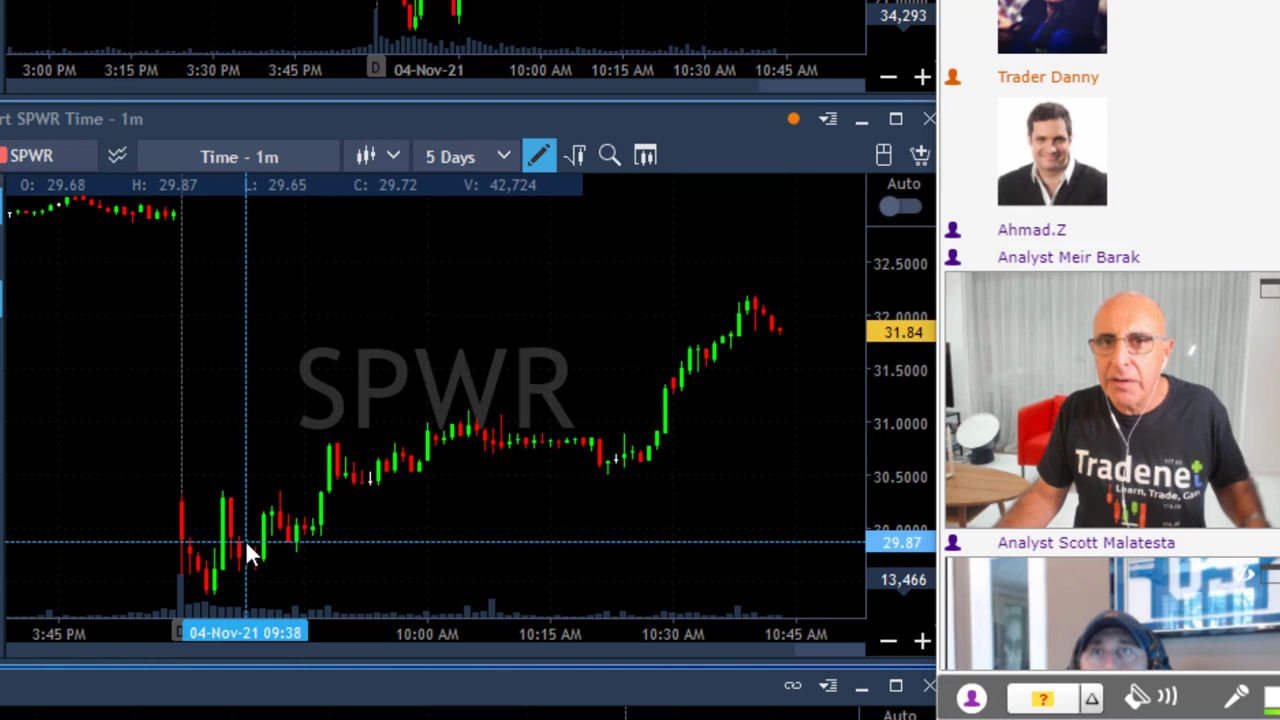 34,293
3:00 PM 3:15 PM 3:30 PM 3:45 PM D 04-Nov-21 10:00 AM 10:15 AM 10:30 AM 10:45 AM
Trader Danny
rt SPWR Time - 1m
SPWR Time - 1m 5 Days
O: 29.68 H: 29.87 L: 29.65 C: 29.72 V: 42,724
Auto
Ahmad.Z
Analyst Meir Barak
32.5000
32.0000
31.84
31.5000
SPWR
31.0000
30.5000
Tradenet
Learn, Trade,
29.87
Analyst Scott Malatesta
13,466
3:45 PM D 04-Nov-21 09:38 10:00 AM 10:15 AM 10:30 AM 10:45 AM
?
Auto